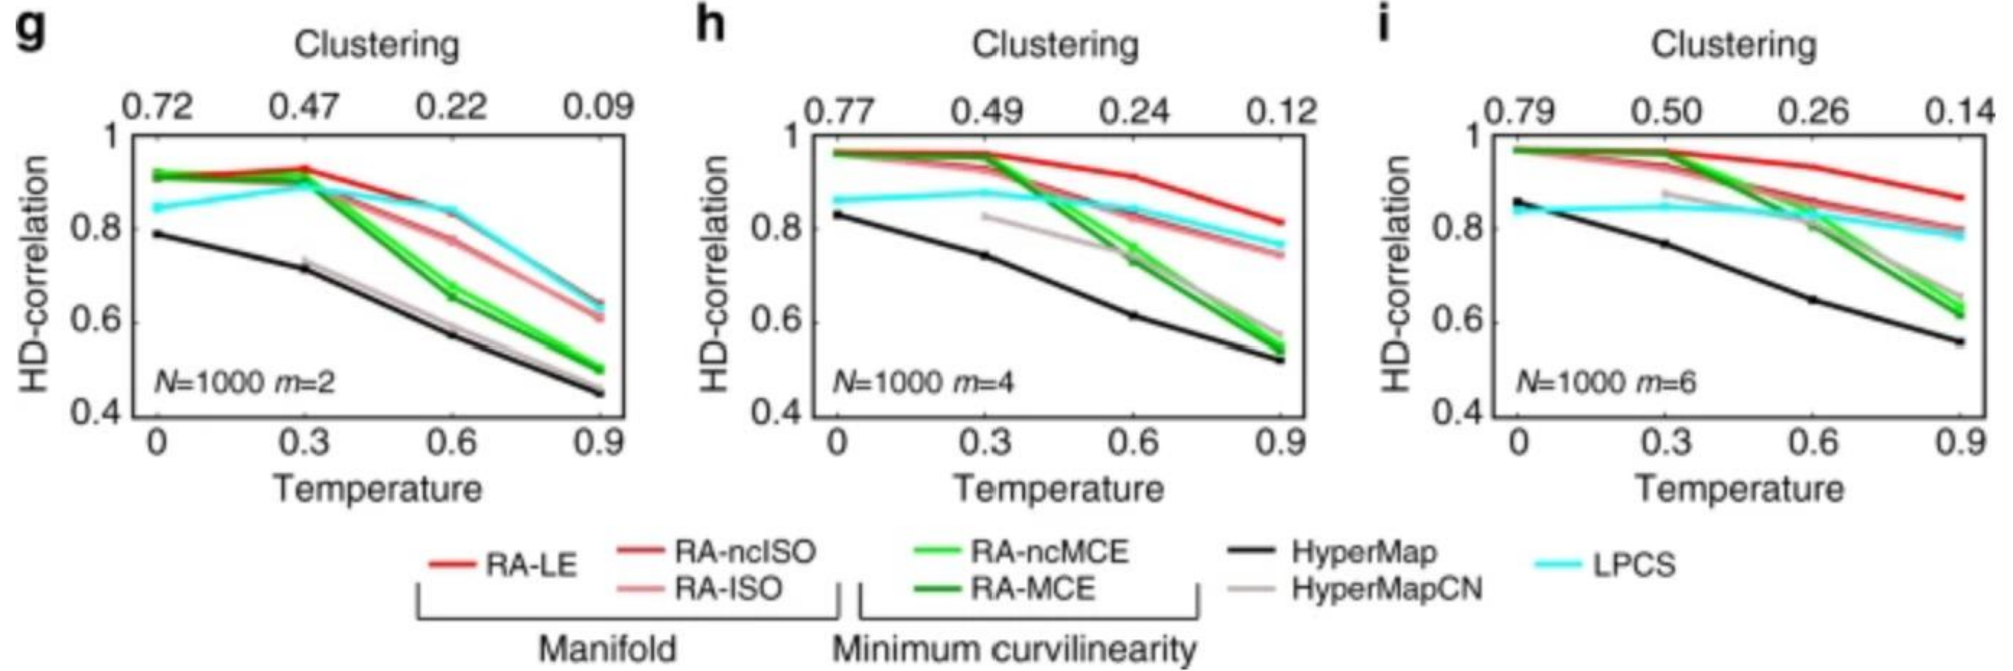 g
Clustering
0.72 0.47 0.22 0.09
1
0.8
0.6
0.4
HD-correlation
N=1000 m=2
0 0.3 0.6 0.9
Temperature
h
Clustering
0.77 0.49 0.24 0.12
1
0.8
0.6
0.4
HD-correlation
N=1000 m=4
0 0.3 0.6 0.9
Temperature
i
Clustering
0.79 0.50 0.26 0.14
1
0.8
0.6
0.4
HD-correlation
N=1000 m=6
0 0.3 0.6 0.9
Temperature
RA-LE
RA-ncISO
RA-ISO
Manifold
RA-ncMCE
RA-MCE
Minimum curvilinearity
HyperMap
HyperMapCN
LPCS